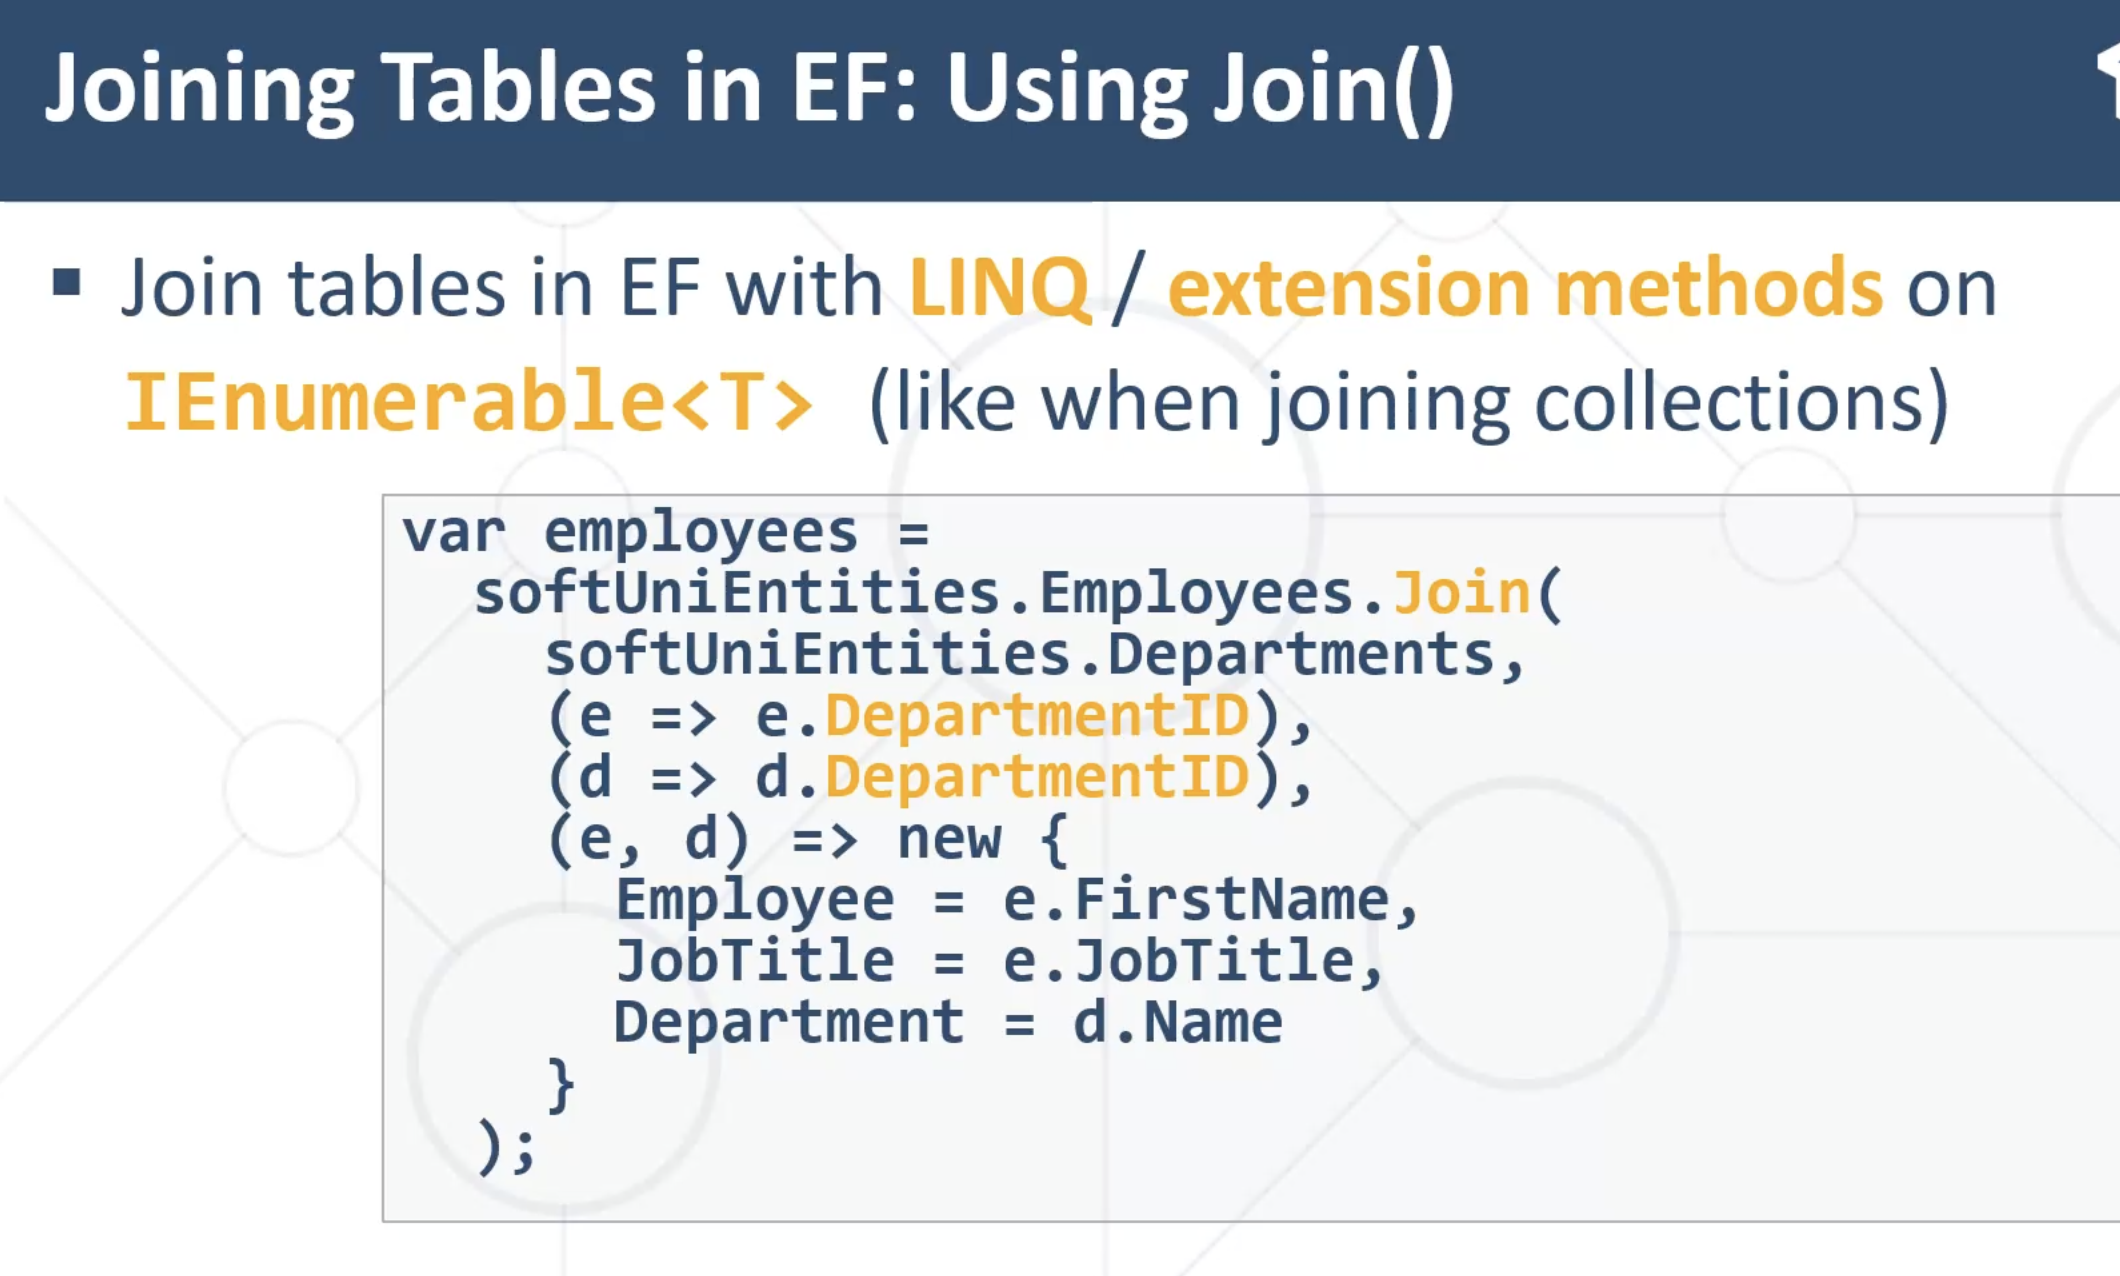 Joining Tables in EF: Using Join()
▪ Join tables in EF with LINQ / extension methods on
IEnumerable<T> (like when joining collections)
var employees =
softUniEntities.Employees.Join(
softUniEntities.Departments,
(e => e.DepartmentID),
(d => d.DepartmentID),
(e, d) => new {
Employee = e.FirstName,
JobTitle = e.JobTitle,
Department = d.Name
}
);